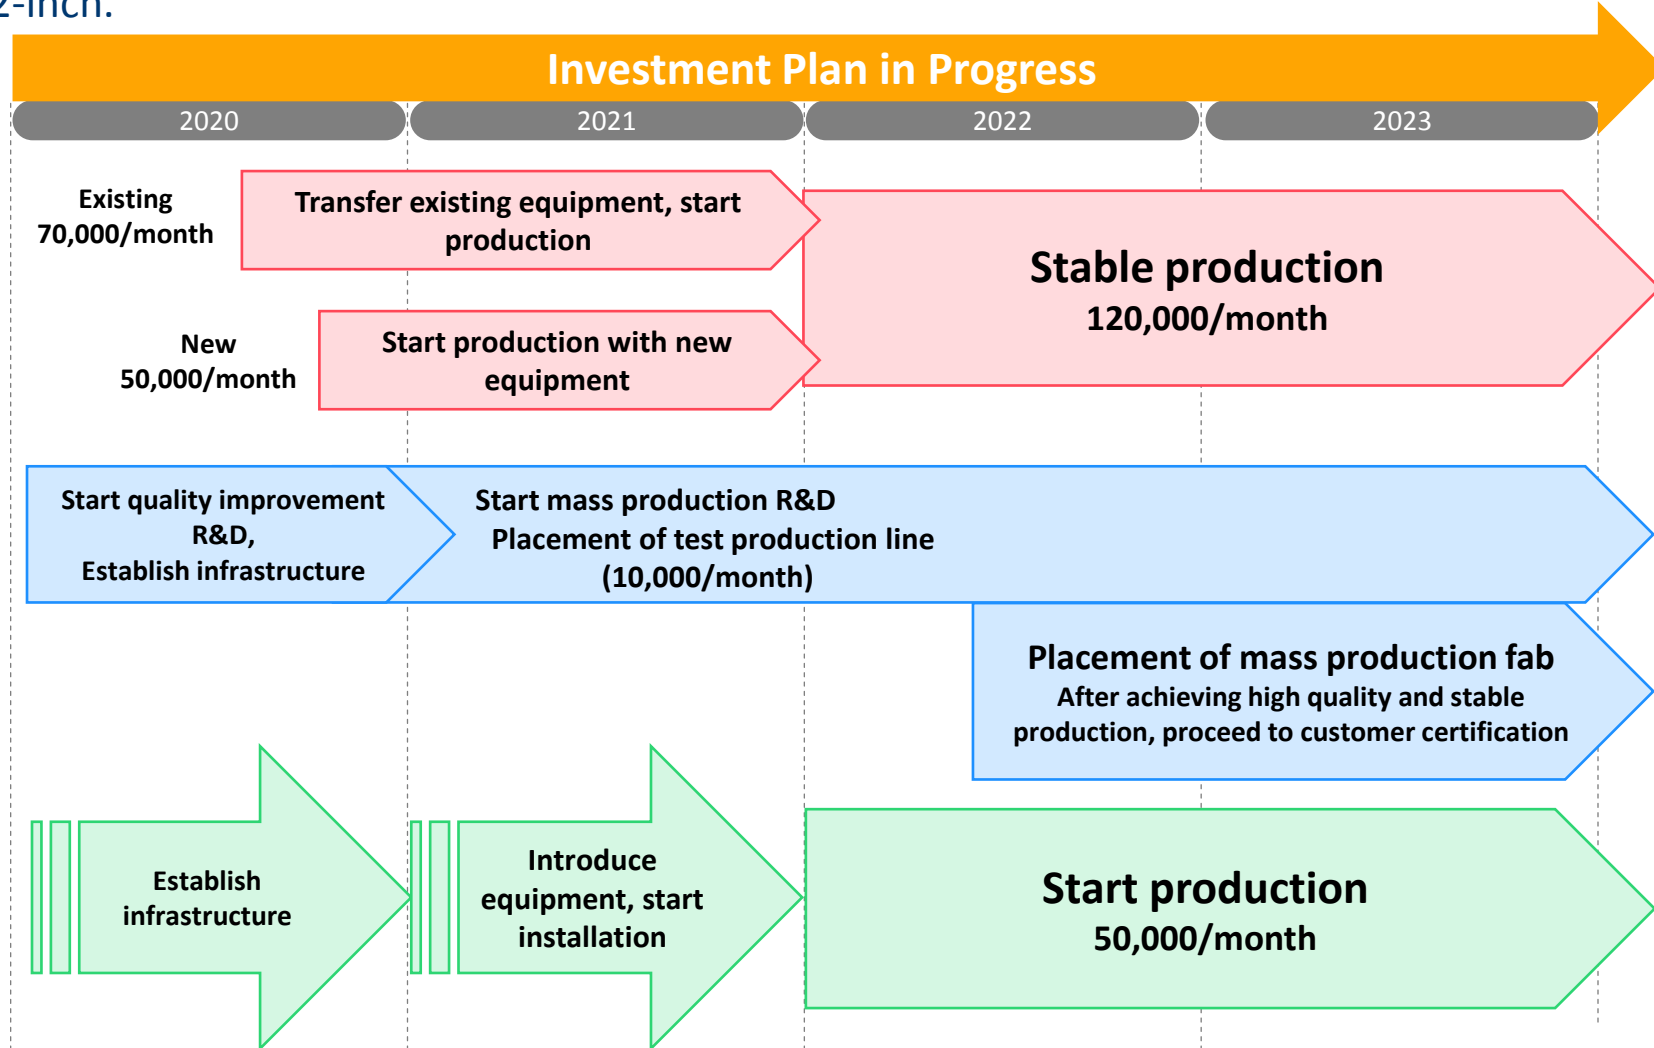 2-inch.
Investment Plan in Progress
2020
2021
2022
2023
Existing
70,000/month
Transfer existing equipment, start
production
Stable production
120,000/month
New
50,000/month
Start production with new
equipment
Start quality improvement
R&D,
Establish infrastructure
Start mass production R&D
Placement of test production line
(10,000/month)
Placement of mass production fab
After achieving high quality and stable
production, proceed to customer certification
Establish
infrastructure
Introduce
equipment, start
installation
Start production
50,000/month